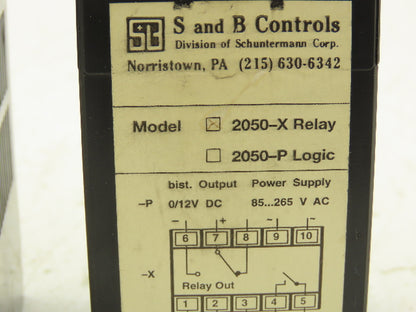 SB S and B Controls
Division of Schuntermann Corp.
Norristown, PA (215) 630-6342
Model ☒ 2050-X Relay
☐ 2050-P Logic
bist. Output Power Supply
-P 0/12V DC 85...265 V AC
- + ~ ~
6 7 8 9 10
-X
Relay Out
1 2 3 4 5